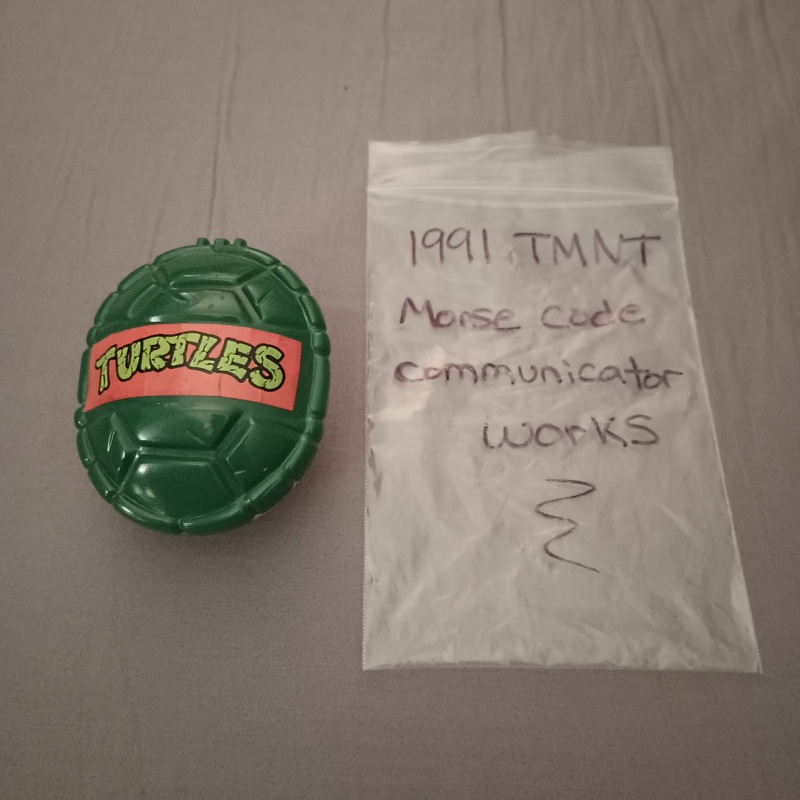 TURTLES
1991 TMNT
Morse code
communicator
works